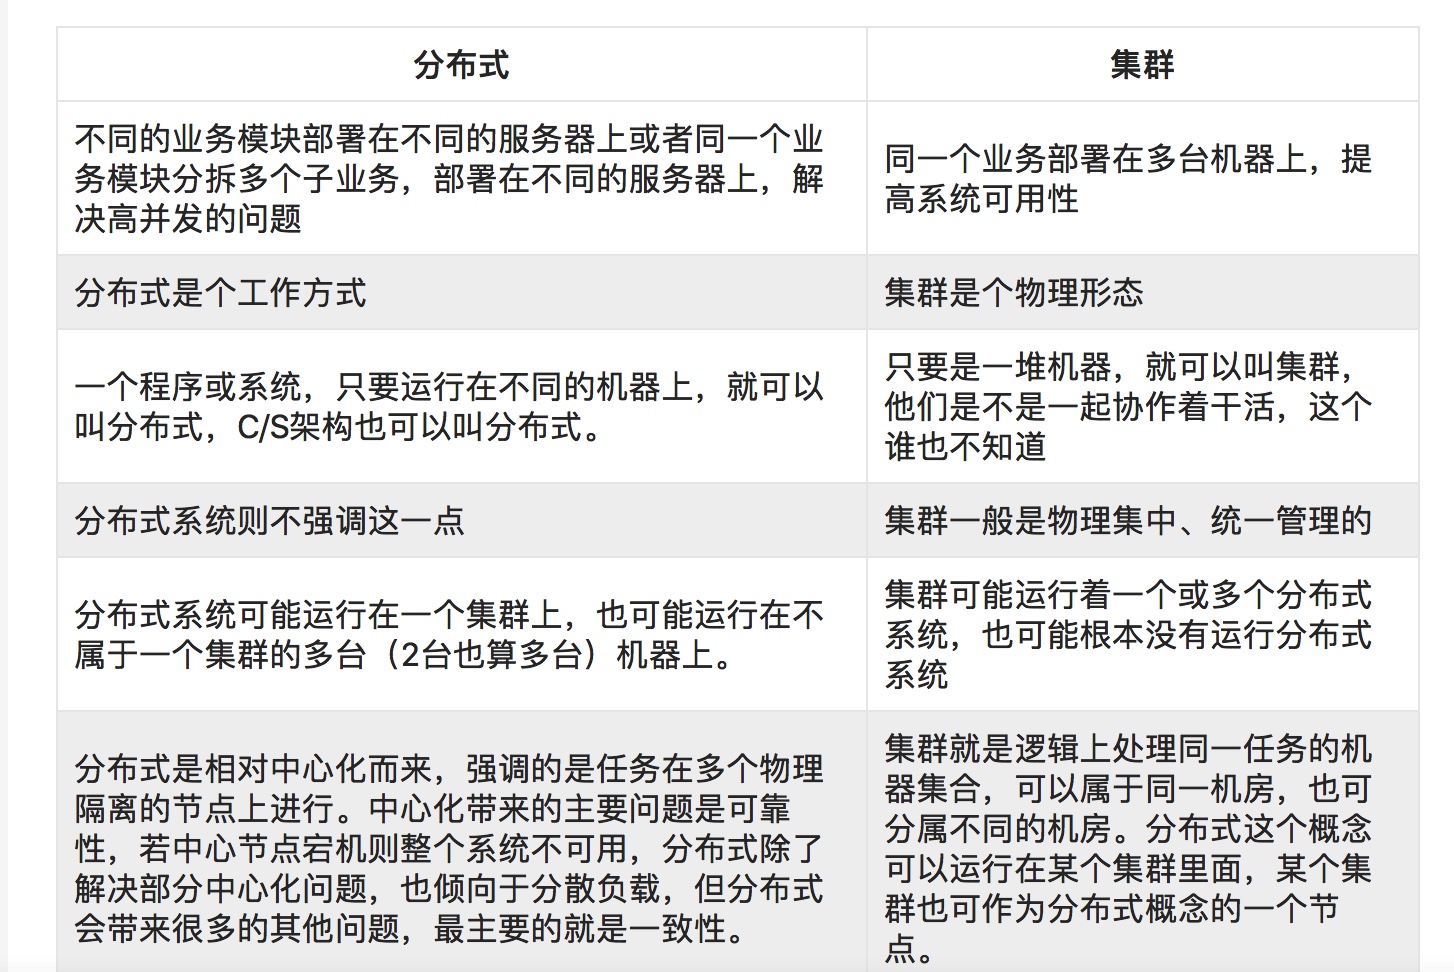 分布式
集群
不同的业务模块部署在不同的服务器上或者同一个业
务模块分拆多个子业务，部署在不同的服务器上，解
决高并发的问题
同一个业务部署在多台机器上，提
高系统可用性
分布式是个工作方式
集群是个物理形态
一个程序或系统，只要运行在不同的机器上，就可以
叫分布式，C/S架构也可以叫分布式。
只要是一堆机器，就可以叫集群，
他们是不是一起协作着干活，这个
谁也不知道
分布式系统则不强调这一点
集群一般是物理集中、统一管理的
分布式系统可能运行在一个集群上，也可能运行在不
属于一个集群的多台（2台也算多台）机器上。
集群可能运行着一个或多个分布式
系统，也可能根本没有运行分布式
系统
分布式是相对中心化而来，强调的是任务在多个物理
隔离的节点上进行。中心化带来的主要问题是可靠
性，若中心节点宕机则整个系统不可用，分布式除了
解决部分中心化问题，也倾向于分散负载，但分布式
会带来很多的其他问题，最主要的就是一致性。
集群就是逻辑上处理同一任务的机
器集合，可以属于同一机房，也可
分属不同的机房。分布式这个概念
可以运行在某个集群里面，某个集
群也可作为分布式概念的一个节
点。